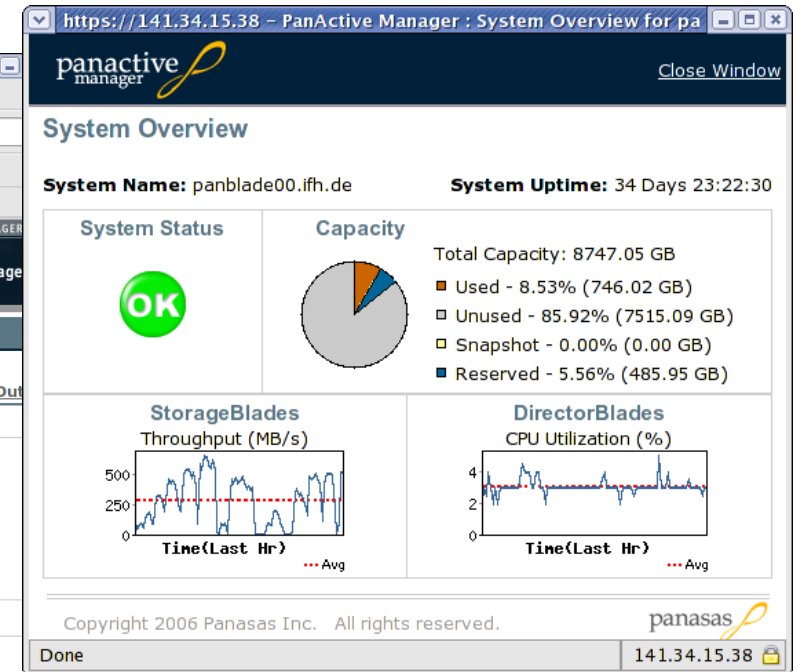 https://141.34.15.38 - PanActive Manager : System Overview for pa
panactive
manager
Close Window
System Overview
System Name: panblade00.ifh.de
System Uptime: 34 Days 23:22:30
System Status
OK
Capacity
Total Capacity: 8747.05 GB
Used - 8.53% (746.02 GB)
Unused - 85.92% (7515.09 GB)
Snapshot - 0.00% (0.00 GB)
Reserved - 5.56% (485.95 GB)
StorageBlades
Throughput (MB/s)
500
250
0
Time(Last Hr)
Avg
DirectorBlades
CPU Utilization (%)
4
2
0
Time(Last Hr)
Avg
Copyright 2006 Panasas Inc. All rights reserved.
panasas
Done
141.34.15.38